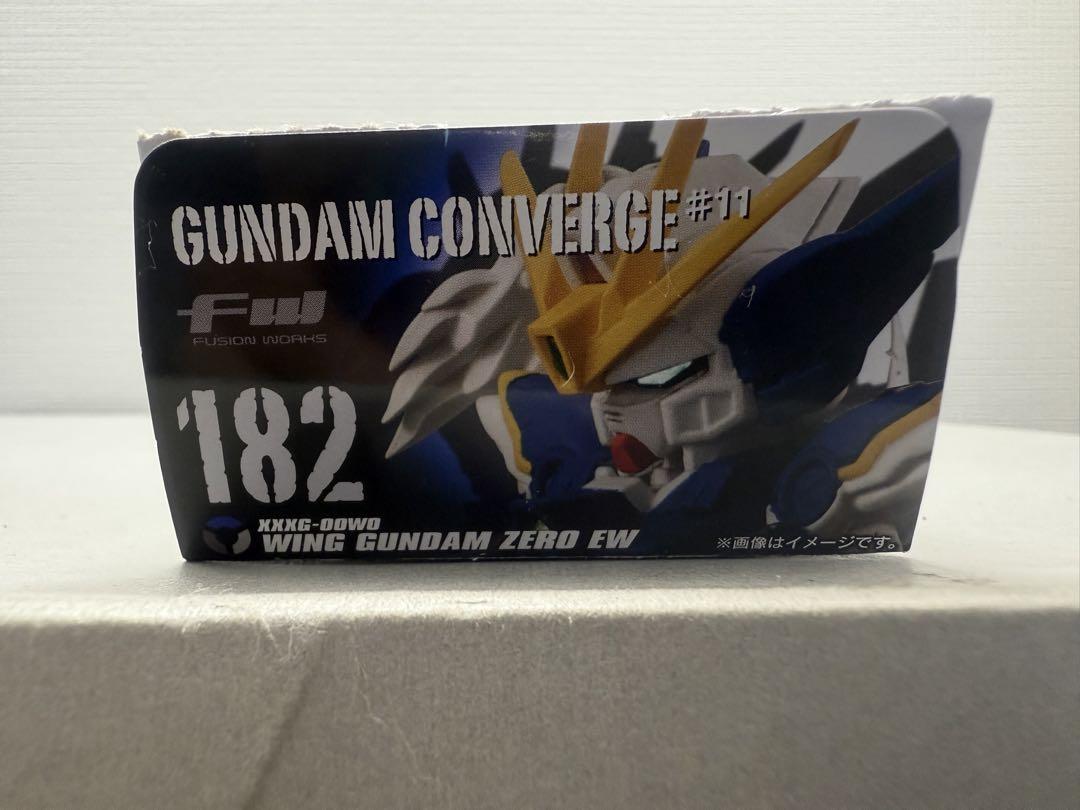 GUNDAM CONVERGE #11
FW
FUSION WORKS
182
XXXG-00W0
WING GUNDAM ZERO EW
※画像はイメージです。